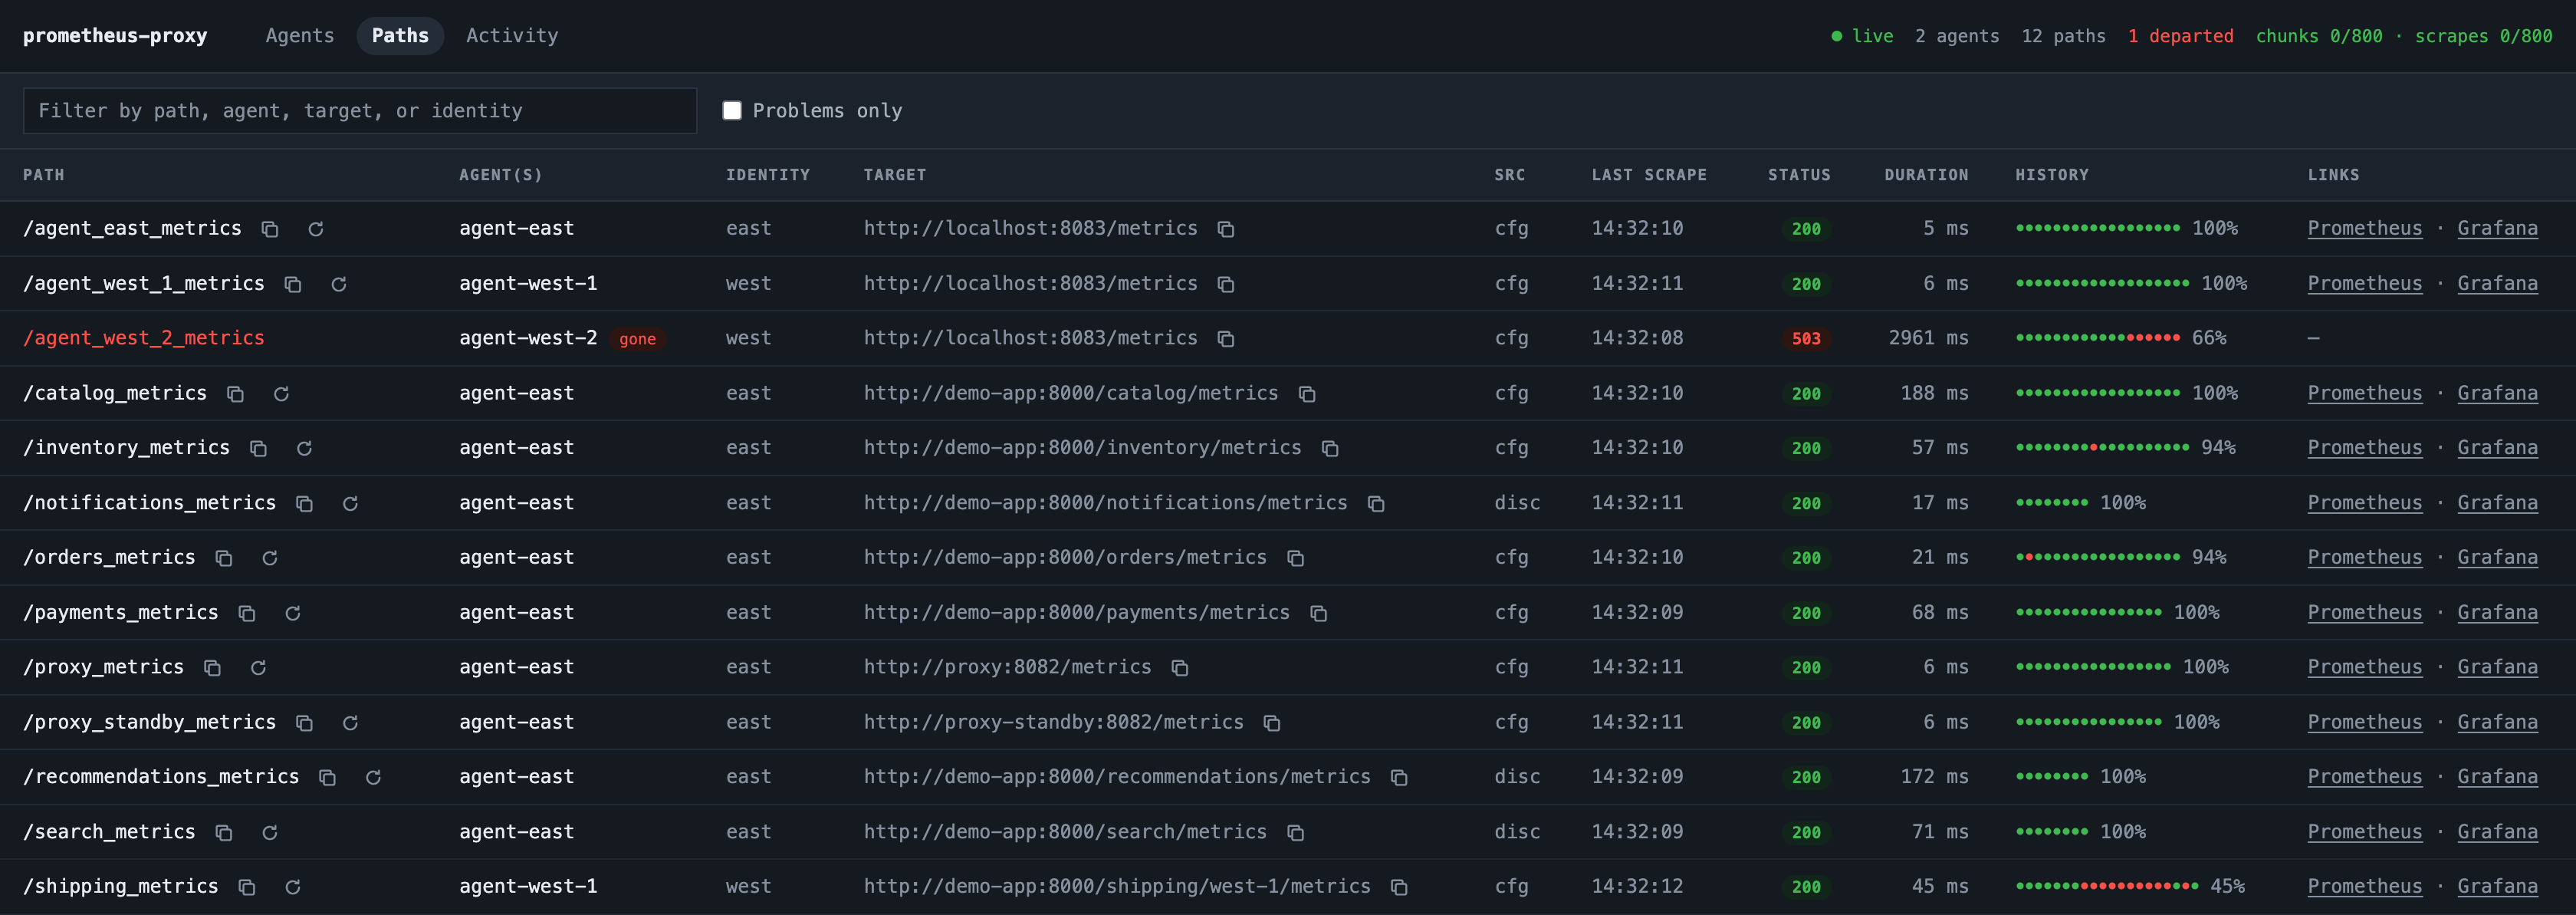 prometheus-proxy Agents Paths Activity live 2 agents 12 paths 1 departed chunks 0/800 · scrapes 0/800
Filter by path, agent, target, or identity Problems only
PATH AGENT(S) IDENTITY TARGET SRC LAST SCRAPE STATUS DURATION HISTORY LINKS
/agent_east_metrics agent-east east http://localhost:8083/metrics cfg 14:32:10 200 5 ms 100% Prometheus · Grafana
/agent_west_1_metrics agent-west-1 west http://localhost:8083/metrics cfg 14:32:11 200 6 ms 100% Prometheus · Grafana
/agent_west_2_metrics agent-west-2 gone west http://localhost:8083/metrics cfg 14:32:08 503 2961 ms 66% —
/catalog_metrics agent-east east http://demo-app:8000/catalog/metrics cfg 14:32:10 200 188 ms 100% Prometheus · Grafana
/inventory_metrics agent-east east http://demo-app:8000/inventory/metrics cfg 14:32:10 200 57 ms 94% Prometheus · Grafana
/notifications_metrics agent-east east http://demo-app:8000/notifications/metrics disc 14:32:11 200 17 ms 100% Prometheus · Grafana
/orders_metrics agent-east east http://demo-app:8000/orders/metrics cfg 14:32:10 200 21 ms 94% Prometheus · Grafana
/payments_metrics agent-east east http://demo-app:8000/payments/metrics cfg 14:32:09 200 68 ms 100% Prometheus · Grafana
/proxy_metrics agent-east east http://proxy:8082/metrics cfg 14:32:11 200 6 ms 100% Prometheus · Grafana
/proxy_standby_metrics agent-east east http://proxy-standby:8082/metrics cfg 14:32:11 200 6 ms 100% Prometheus · Grafana
/recommendations_metrics agent-east east http://demo-app:8000/recommendations/metrics disc 14:32:09 200 172 ms 100% Prometheus · Grafana
/search_metrics agent-east east http://demo-app:8000/search/metrics disc 14:32:09 200 71 ms 100% Prometheus · Grafana
/shipping_metrics agent-west-1 west http://demo-app:8000/shipping/west-1/metrics cfg 14:32:12 200 45 ms 45% Prometheus · Grafana